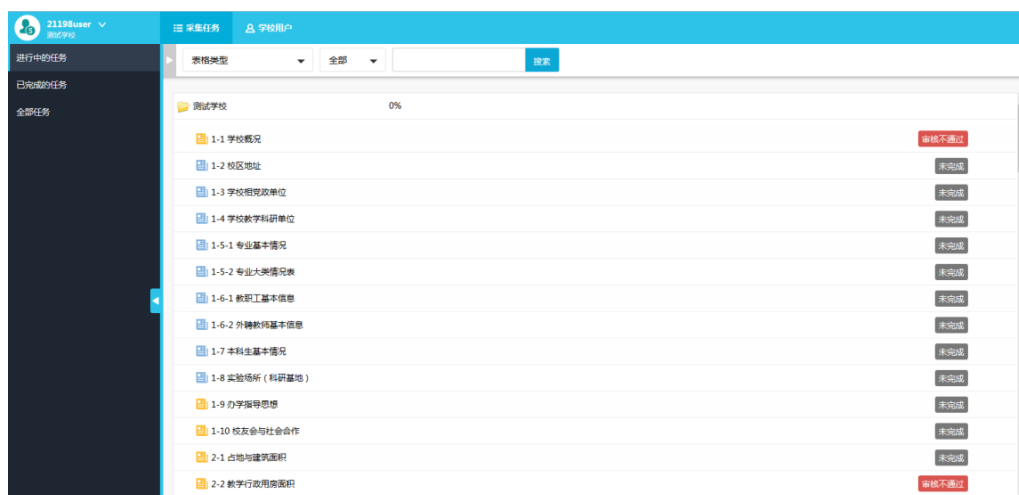 21198user
测试学校
采集任务 学校用户
进行中的任务
已完成的任务
全部任务
表格类型 全部 搜索
测试学校 0%
1-1 学校概况 审核不通过
1-2 校区地址 未完成
1-3 学校相党政单位 未完成
1-4 学校教学科研单位 未完成
1-5-1 专业基本情况 未完成
1-5-2 专业大类情况表 未完成
1-6-1 教职工基本信息 未完成
1-6-2 外聘教师基本信息 未完成
1-7 本科生基本情况 未完成
1-8 实验场所（科研基地） 未完成
1-9 办学指导思想 未完成
1-10 校友会与社会合作 未完成
2-1 占地与建筑面积 未完成
2-2 教学行政用房面积 审核不通过